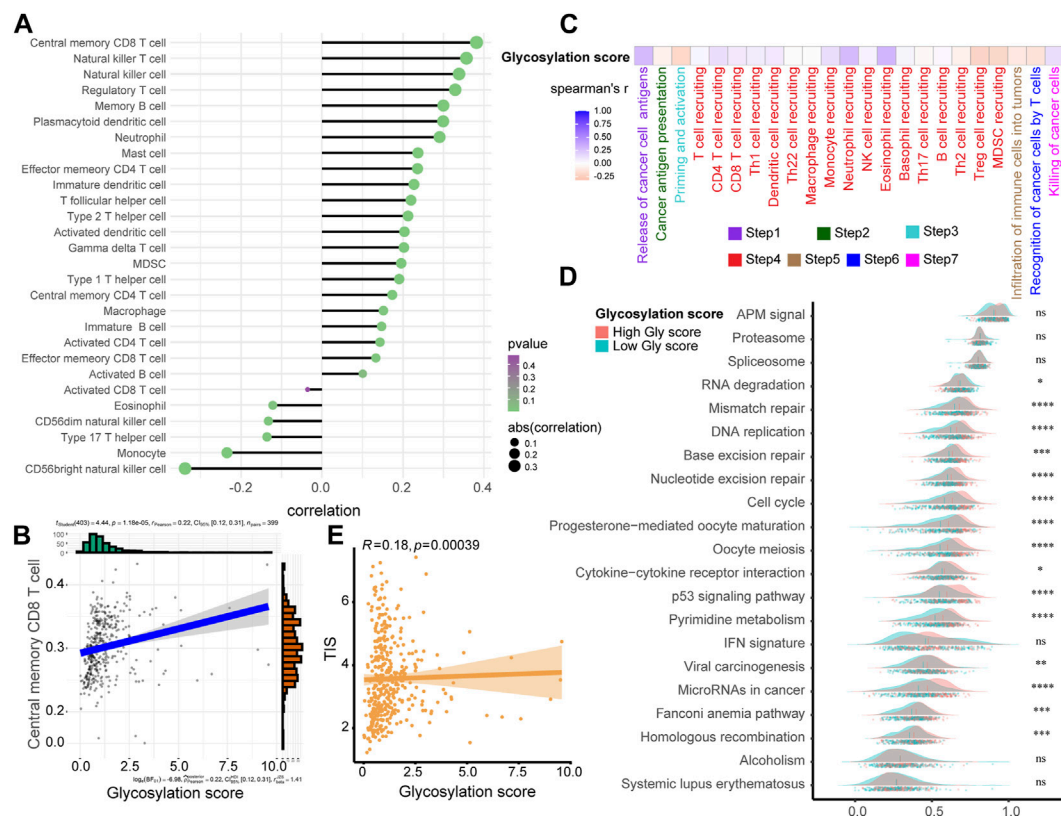 A
Central memory CD8 T cell
Natural killer T cell
Natural killer cell
Regulatory T cell
Memory B cell
Plasmacytoid dendritic cell
Neutrophil
Mast cell
Effector memeory CD4 T cell
Immature dendritic cell
T follicular helper cell
Type 2 T helper cell
Activated dendritic cell
Gamma delta T cell
MDSC
Type 1 T helper cell
Central memory CD4 T cell
Macrophage
Immature B cell
Activated CD4 T cell
Effector memeory CD8 T cell
Activated B cell
Activated CD8 T cell
Eosinophil
CD56dim natural killer cell
Type 17 T helper cell
Monocyte
CD56bright natural killer cell
-0.2 0.0 0.2 0.4
correlation
pvalue
0.4
0.3
0.2
0.1
abs(correlation)
0.1
0.2
0.3
B
Central memory CD8 T cell
100
50
0
0.4
0.3
0.2
0.0
0.0 2.5 5.0 7.5 10.0
Glycosylation score
C
Glycosylation score
spearman's r
1.00
0.75
0.50
0.25
0.00
-0.25
Release of cancer cell antigens
Cancer antigen presentation
Priming and activation
T cell recruiting
CD4 T cell recruiting
CD8 T cell recruiting
Th1 cell recruiting
Dendritic cell recruiting
Th22 cell recruiting
Macrophage recruiting
Monocyte recruiting
Neutrophil recruiting
NK cell recruiting
Eosinophil recruiting
Basophil recruiting
Th17 cell recruiting
B cell recruiting
Th2 cell recruiting
Treg cell recruiting
MDSC recruiting
Infiltration of immune cells into tumors
Recognition of cancer cells by T cells
Killing of cancer cells
Step1 Step2 Step3
Step4 Step5 Step6 Step7
D
Glycosylation score
High Gly score
Low Gly score
APM signal ns
Proteasome ns
Spliceosome ns
RNA degradation *
Mismatch repair ****
DNA replication ****
Base excision repair ***
Nucleotide excision repair ****
Cell cycle ****
Progesterone−mediated oocyte maturation ****
Oocyte meiosis ****
Cytokine−cytokine receptor interaction *
p53 signaling pathway ****
Pyrimidine metabolism ****
IFN signature ns
Viral carcinogenesis **
MicroRNAs in cancer ****
Fanconi anemia pathway ***
Homologous recombination ***
Alcoholism ns
Systemic lupus erythematosus ns
0.0 0.5 1.0
E
R=0.18, p=0.00039
TIS
6
4
2
0.0 2.5 5.0 7.5 10.0
Glycosylation score